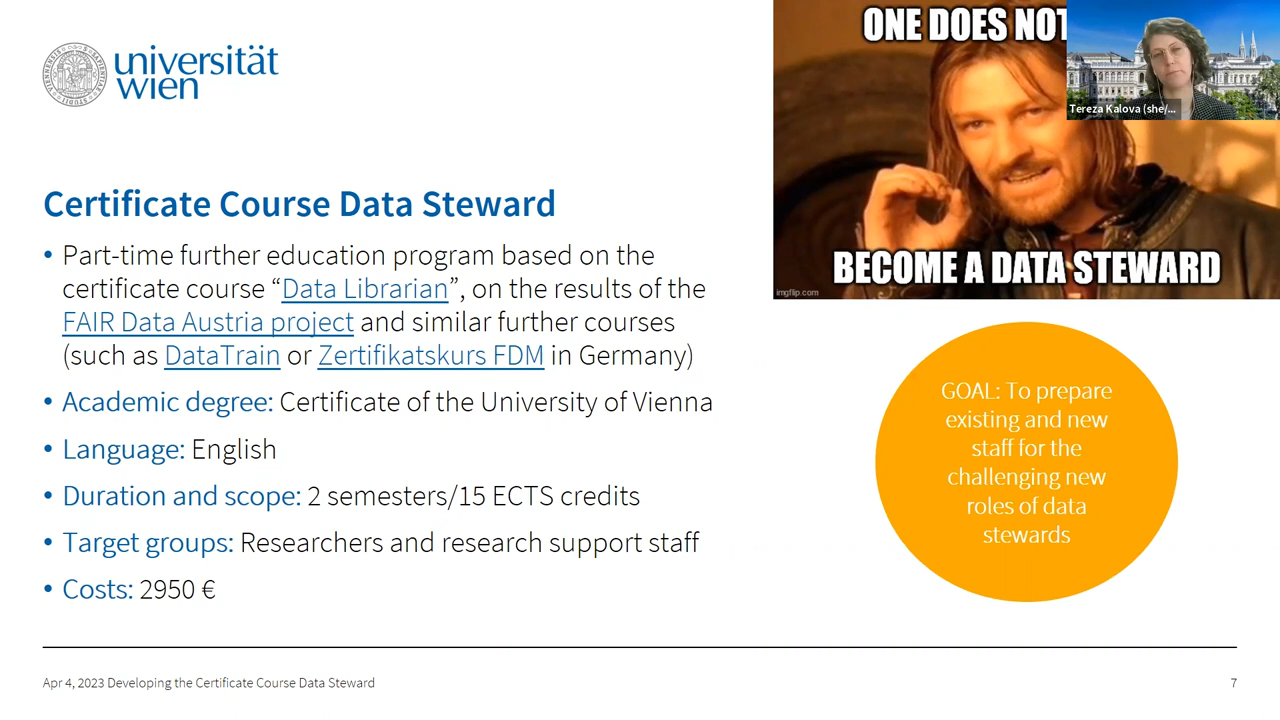 universität
wien
ONE DOES NOT
Tereza Kalova (she/...
BECOME A DATA STEWARD
imgflip.com
Certificate Course Data Steward
• Part-time further education program based on the
certificate course “Data Librarian”, on the results of the
FAIR Data Austria project and similar further courses
(such as DataTrain or Zertifikatskurs FDM in Germany)
• Academic degree: Certificate of the University of Vienna
• Language: English
• Duration and scope: 2 semesters/15 ECTS credits
• Target groups: Researchers and research support staff
• Costs: 2950 €
GOAL: To prepare
existing and new
staff for the
challenging new
roles of data
stewards
Apr 4, 2023 Developing the Certificate Course Data Steward
7